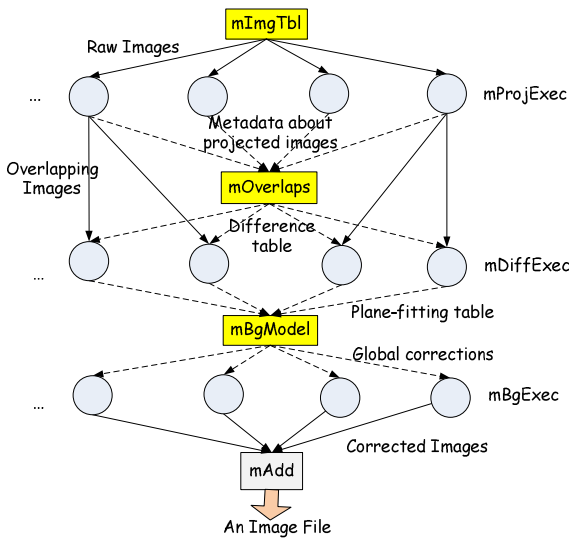 mImgTbl
Raw Images
...
mProjExec
Metadata about
projected images
Overlapping
Images
mOverlaps
Difference
table
...
mDiffExec
Plane-fitting table
mBgModel
Global corrections
...
mBgExec
Corrected Images
mAdd
An Image File